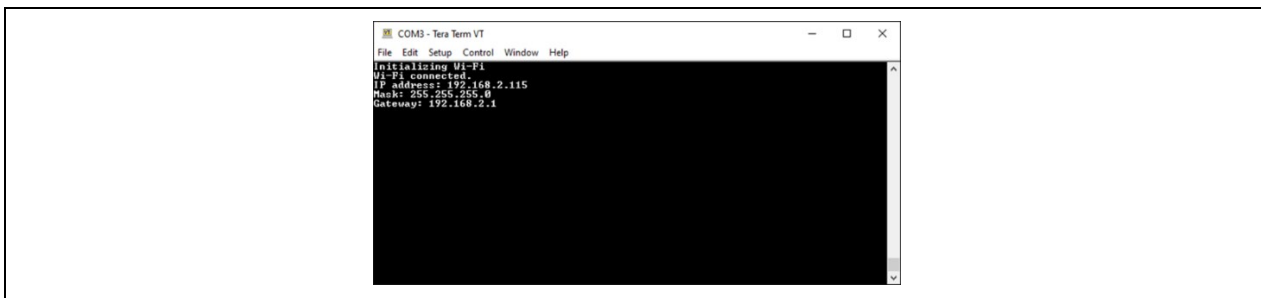 COM3 - Tera Term VT
File Edit Setup Control Window Help
Initializing Wi-Fi
Wi-Fi connected.
IP address: 192.168.2.115
Mask: 255.255.255.0
Gateway: 192.168.2.1